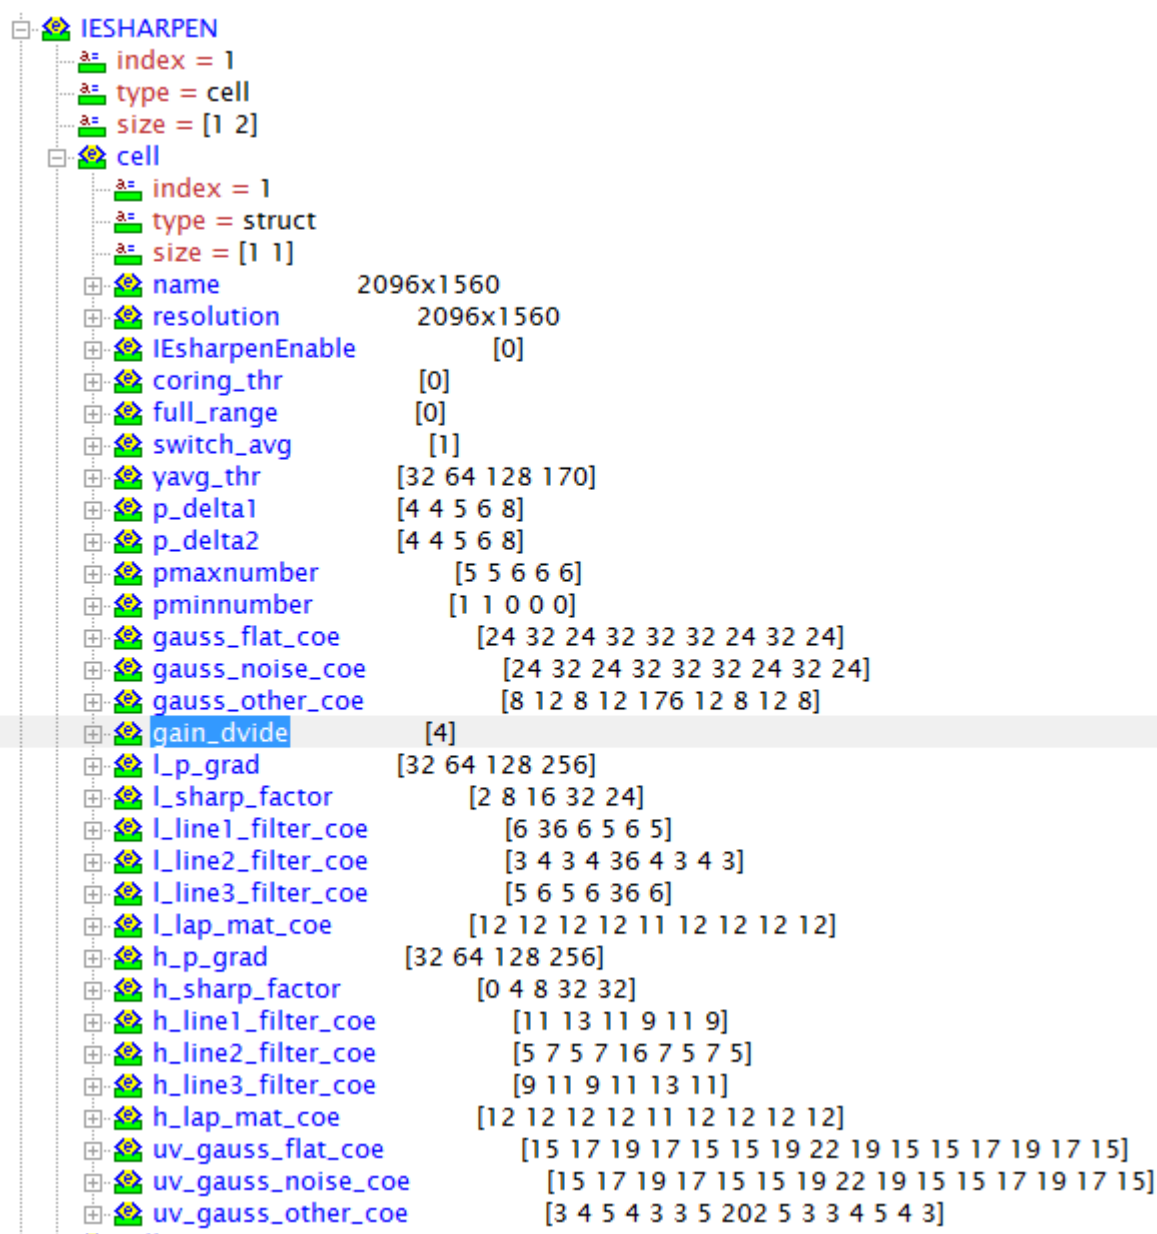 IESHARPEN
a= index = 1
a= type = cell
a= size = [1 2]
cell
a= index = 1
a= type = struct
a= size = [1 1]
name 2096x1560
resolution 2096x1560
IEsharpenEnable [0]
coring_thr [0]
full_range [0]
switch_avg [1]
yavg_thr [32 64 128 170]
p_delta1 [4 4 5 6 8]
p_delta2 [4 4 5 6 8]
pmaxnumber [5 5 6 6 6]
pminnumber [1 1 0 0 0]
gauss_flat_coe [24 32 24 32 32 32 24 32 24]
gauss_noise_coe [24 32 24 32 32 32 24 32 24]
gauss_other_coe [8 12 8 12 176 12 8 12 8]
gain_dvide [4]
l_p_grad [32 64 128 256]
l_sharp_factor [2 8 16 32 24]
l_line1_filter_coe [6 36 6 5 6 5]
l_line2_filter_coe [3 4 3 4 36 4 3 4 3]
l_line3_filter_coe [5 6 5 6 36 6]
l_lap_mat_coe [12 12 12 12 11 12 12 12 12]
h_p_grad [32 64 128 256]
h_sharp_factor [0 4 8 32 32]
h_line1_filter_coe [11 13 11 9 11 9]
h_line2_filter_coe [5 7 5 7 16 7 5 7 5]
h_line3_filter_coe [9 11 9 11 13 11]
h_lap_mat_coe [12 12 12 12 11 12 12 12 12]
uv_gauss_flat_coe [15 17 19 17 15 15 19 22 19 15 15 17 19 17 15]
uv_gauss_noise_coe [15 17 19 17 15 15 19 22 19 15 15 17 19 17 15]
uv_gauss_other_coe [3 4 5 4 3 3 5 202 5 3 3 4 5 4 3]